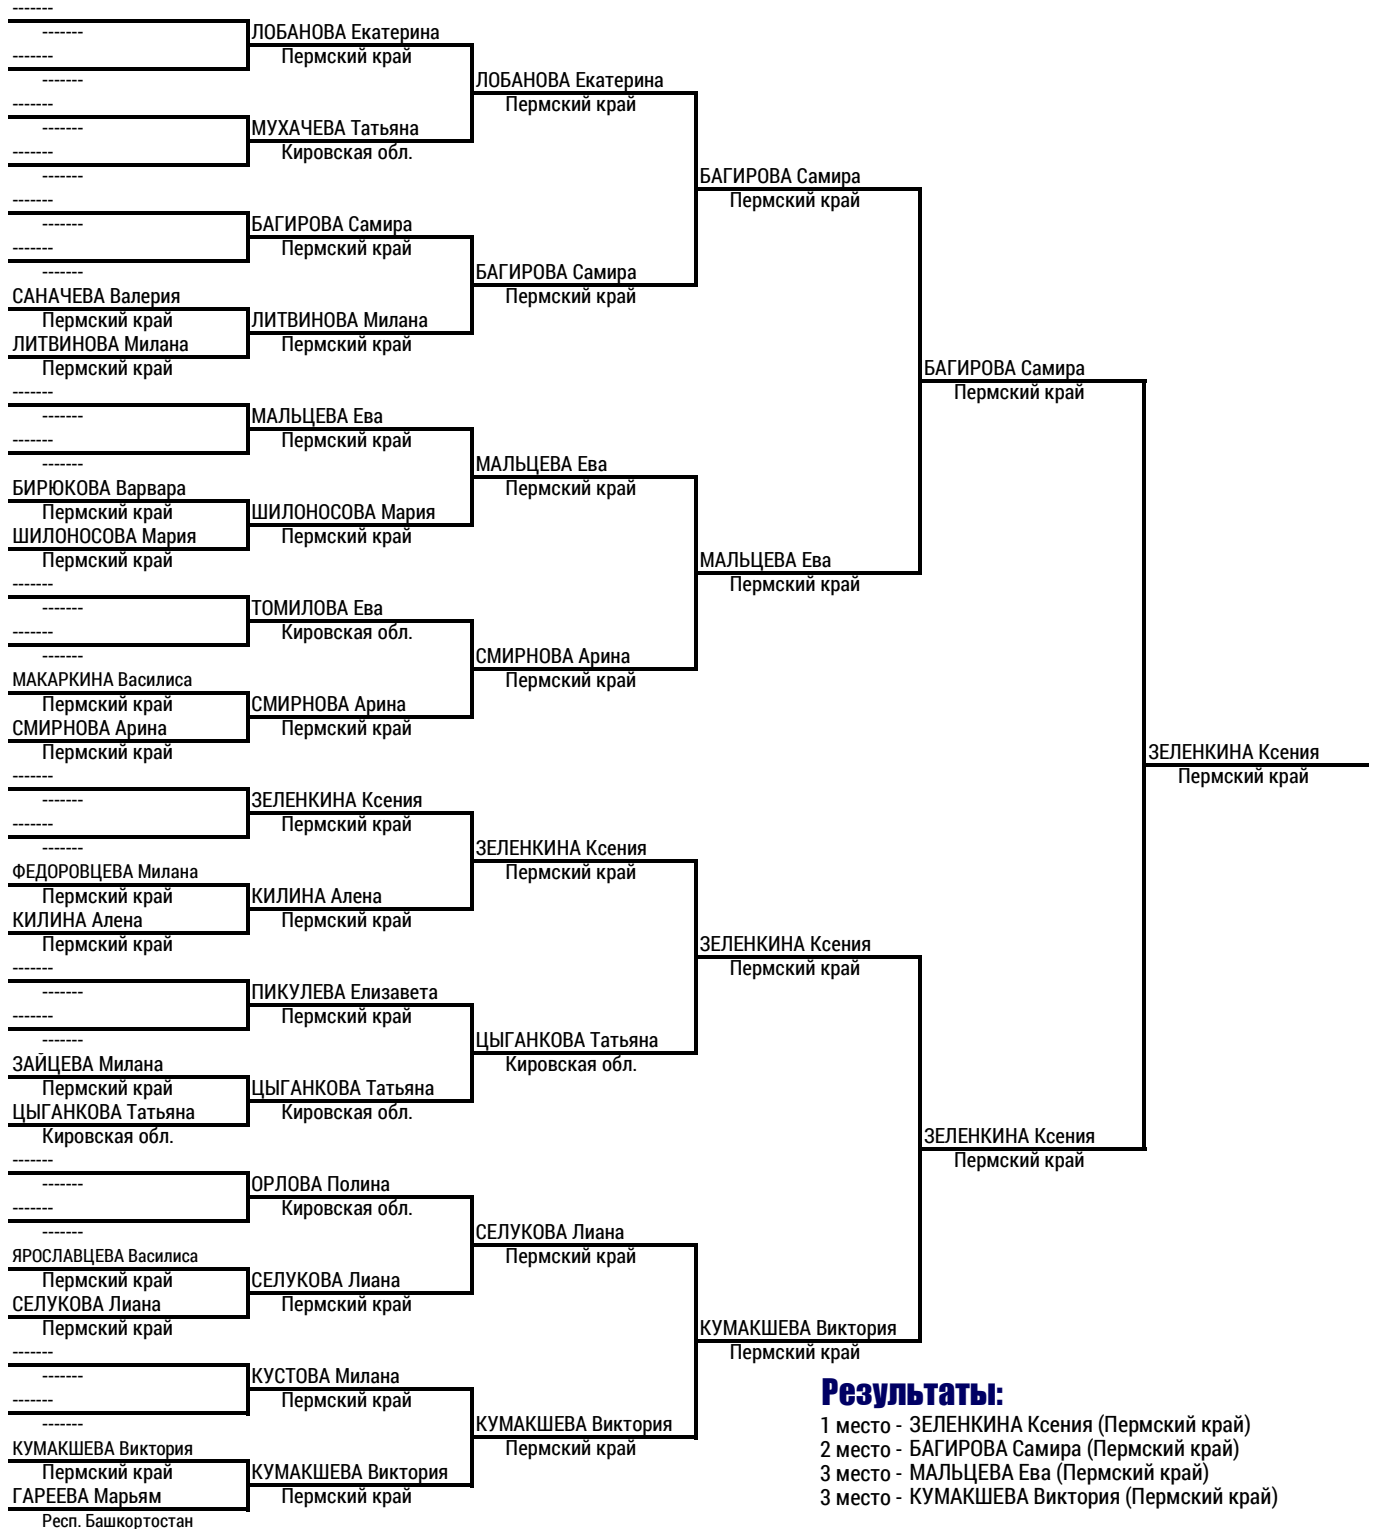 -------
-------
ЛОБАНОВА Екатерина
-------
Пермский край
-------
ЛОБАНОВА Екатерина
-------
Пермский край
-------
МУХАЧЕВА Татьяна
-------
Кировская обл.
-------
БАГИРОВА Самира
-------
Пермский край
-------
БАГИРОВА Самира
-------
Пермский край
-------
БАГИРОВА Самира
САНАЧЕВА Валерия
Пермский край
Пермский край
ЛИТВИНОВА Милана
ЛИТВИНОВА Милана
Пермский край
Пермский край
БАГИРОВА Самира
-------
Пермский край
-------
МАЛЬЦЕВА Ева
-------
Пермский край
-------
МАЛЬЦЕВА Ева
БИРЮКОВА Варвара
Пермский край
Пермский край
ШИЛОНОСОВА Мария
ШИЛОНОСОВА Мария
Пермский край
Пермский край
МАЛЬЦЕВА Ева
-------
Пермский край
-------
ТОМИЛОВА Ева
-------
Кировская обл.
-------
СМИРНОВА Арина
МАКАРКИНА Василиса
Пермский край
Пермский край
СМИРНОВА Арина
СМИРНОВА Арина
Пермский край
Пермский край
ЗЕЛЕНКИНА Ксения
-------
Пермский край
-------
ЗЕЛЕНКИНА Ксения
-------
Пермский край
-------
ЗЕЛЕНКИНА Ксения
ФЕДОРОВЦЕВА Милана
Пермский край
Пермский край
КИЛИНА Алена
КИЛИНА Алена
Пермский край
Пермский край
ЗЕЛЕНКИНА Ксения
-------
Пермский край
-------
ПИКУЛЕВА Елизавета
-------
Пермский край
-------
ЦЫГАНКОВА Татьяна
ЗАЙЦЕВА Милана
Кировская обл.
Пермский край
ЦЫГАНКОВА Татьяна
ЦЫГАНКОВА Татьяна
Кировская обл.
Кировская обл.
ЗЕЛЕНКИНА Ксения
-------
Пермский край
-------
ОРЛОВА Полина
-------
Кировская обл.
-------
СЕЛУКОВА Лиана
ЯРОСЛАВЦЕВА Василиса
Пермский край
Пермский край
СЕЛУКОВА Лиана
СЕЛУКОВА Лиана
Пермский край
Пермский край
КУМАКШЕВА Виктория
-------
Пермский край
-------
КУСТОВА Милана
-------
Пермский край
-------
КУМАКШЕВА Виктория
КУМАКШЕВА Виктория
Пермский край
Пермский край
КУМАКШЕВА Виктория
ГАРЕЕВА Марьям
Пермский край
Респ. Башкортостан
Результаты:
1 место - ЗЕЛЕНКИНА Ксения (Пермский край)
2 место - БАГИРОВА Самира (Пермский край)
3 место - МАЛЬЦЕВА Ева (Пермский край)
3 место - КУМАКШЕВА Виктория (Пермский край)